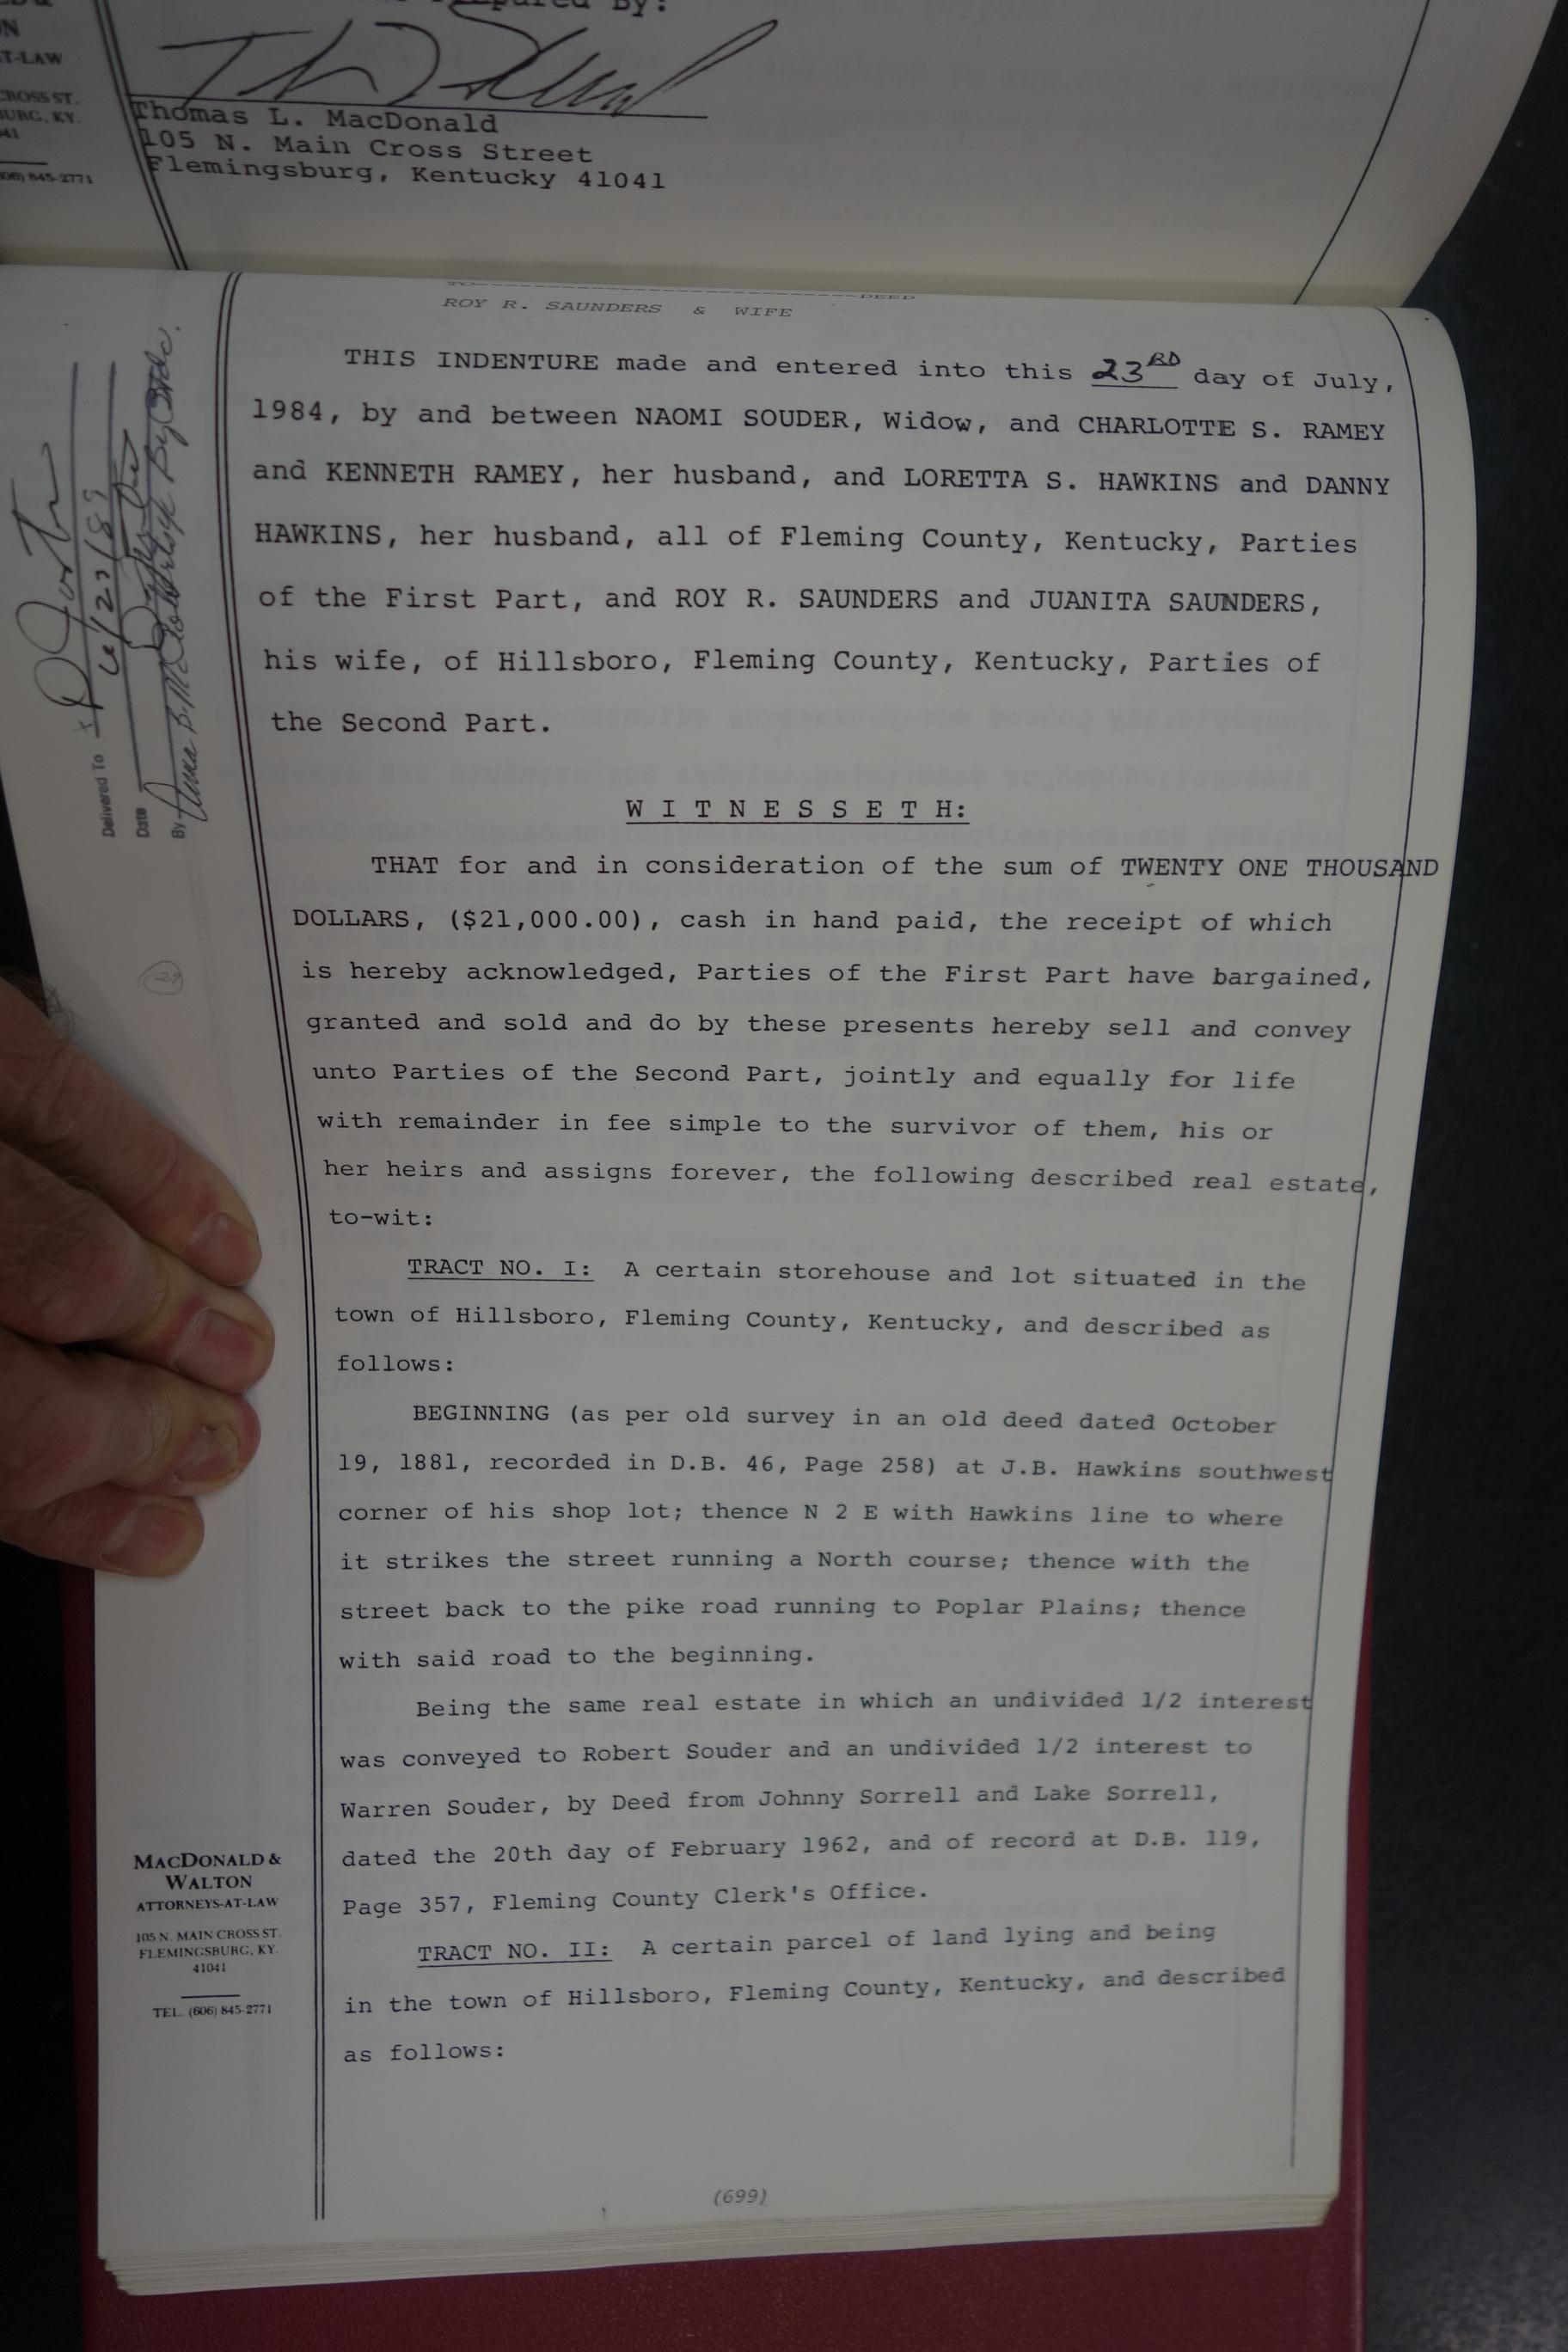 Prepared By:
Thomas L. MacDonald
105 N. Main Cross Street
Flemingsburg, Kentucky 41041
T-LAW
CROSS ST.
BURG, KY.
41
845-2771
DEED
ROY R. SAUNDERS & WIFE
THIS INDENTURE made and entered into this 23RD day of July,
1984, by and between NAOMI SOUDER, Widow, and CHARLOTTE S. RAMEY
and KENNETH RAMEY, her husband, and LORETTA S. HAWKINS and DANNY
HAWKINS, her husband, all of Fleming County, Kentucky, Parties
of the First Part, and ROY R. SAUNDERS and JUANITA SAUNDERS,
his wife, of Hillsboro, Fleming County, Kentucky, Parties of
the Second Part.
W I T N E S S E T H:
THAT for and in consideration of the sum of TWENTY ONE THOUSAND
DOLLARS, ($21,000.00), cash in hand paid, the receipt of which
is hereby acknowledged, Parties of the First Part have bargained,
granted and sold and do by these presents hereby sell and convey
unto Parties of the Second Part, jointly and equally for life
with remainder in fee simple to the survivor of them, his or
her heirs and assigns forever, the following described real estate,
to-wit:
TRACT NO. I: A certain storehouse and lot situated in the
town of Hillsboro, Fleming County, Kentucky, and described as
follows:
BEGINNING (as per old survey in an old deed dated October
19, 1881, recorded in D.B. 46, Page 258) at J.B. Hawkins southwest
corner of his shop lot; thence N 2 E with Hawkins line to where
it strikes the street running a North course; thence with the
street back to the pike road running to Poplar Plains; thence
with said road to the beginning.
Being the same real estate in which an undivided 1/2 interest
was conveyed to Robert Souder and an undivided 1/2 interest to
Warren Souder, by Deed from Johnny Sorrell and Lake Sorrell,
dated the 20th day of February 1962, and of record at D.B. 119,
Page 357, Fleming County Clerk's Office.
TRACT NO. II: A certain parcel of land lying and being
in the town of Hillsboro, Fleming County, Kentucky, and described
as follows:
Delivered To
Date
By
MACDONALD &
WALTON
ATTORNEYS-AT-LAW
105 N. MAIN CROSS ST.
FLEMINGSBURG, KY.
41041
TEL. (606) 845-2771
(699)